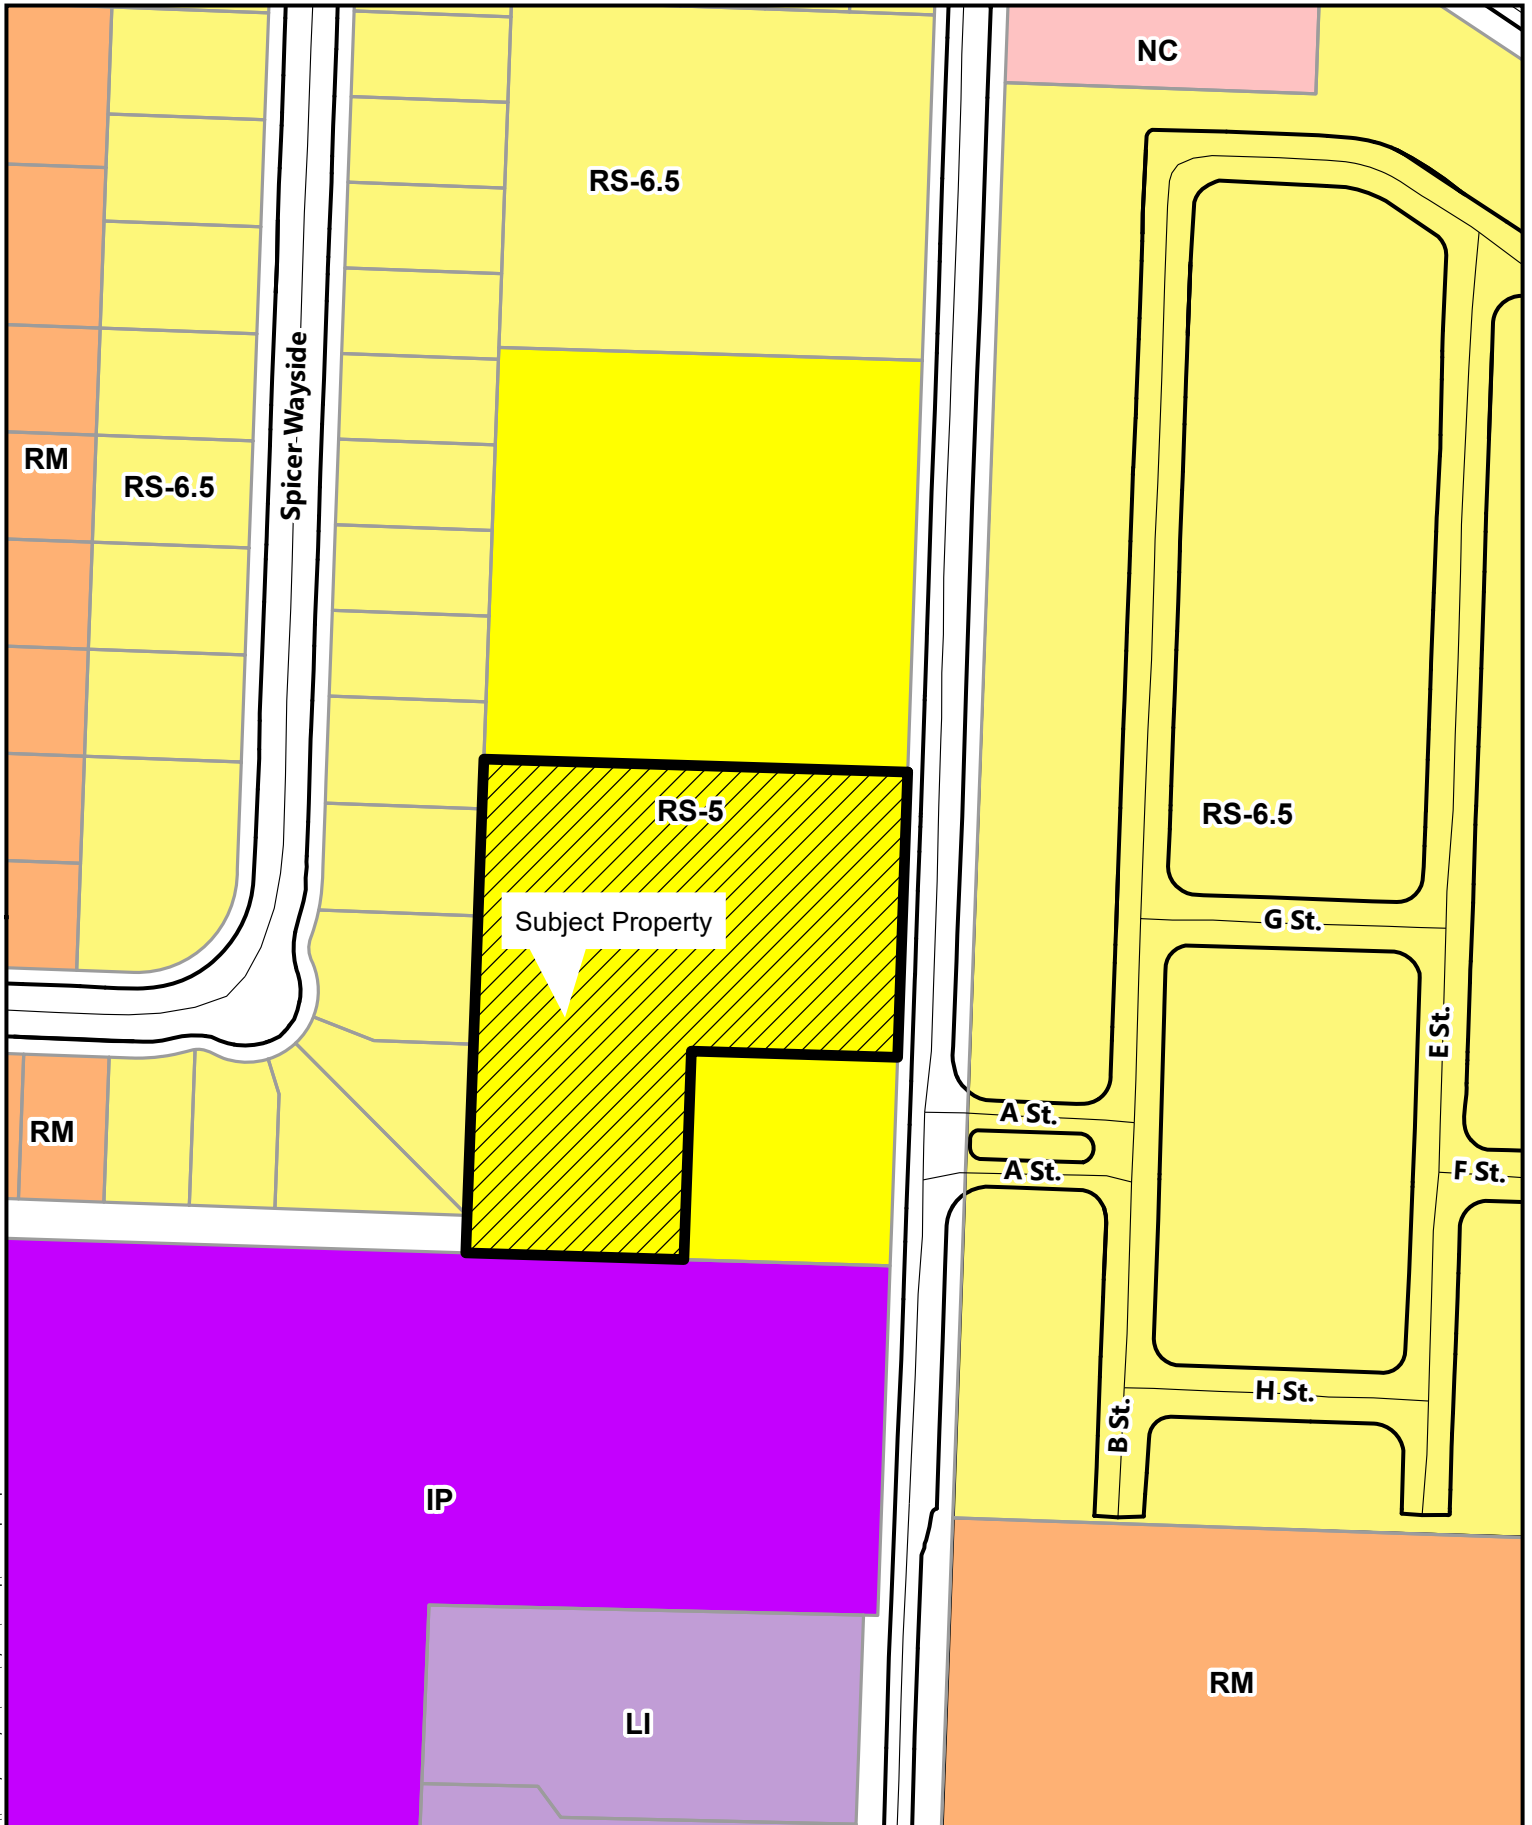 NC
RS-6.5
Spicer-Wayside
RM
RS-6.5
RS-5
RS-6.5
Subject Property
G St.
E St.
A St.
RM
A St.
F St.
H St.
B St.
IP
RM
LI